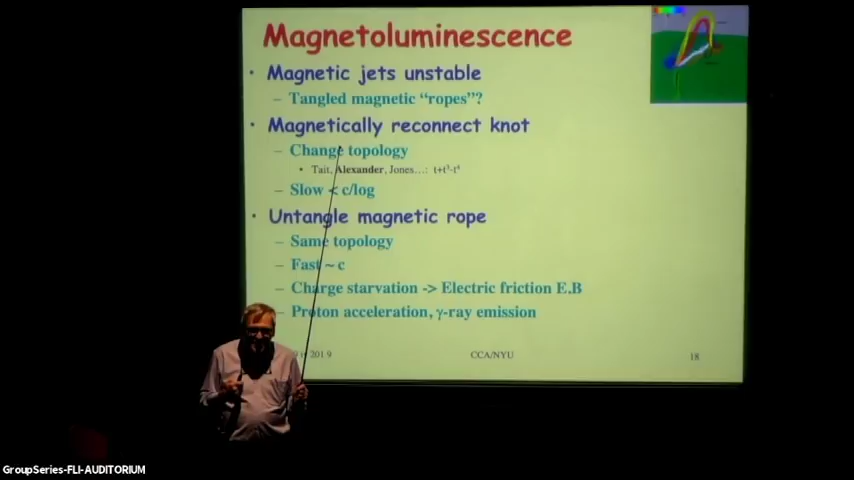 Magnetoluminescence
• Magnetic jets unstable
– Tangled magnetic “ropes”?
• Magnetically reconnect knot
– Change topology
• Tait, Alexander, Jones…: t+t³-t⁴
– Slow < c/log
• Untangle magnetic rope
– Same topology
– Fast ~ c
– Charge starvation -> Electric friction E.B
– Proton acceleration, γ-ray emission
2019
CCA/NYU
18
GroupSeries-FLI-AUDITORIUM